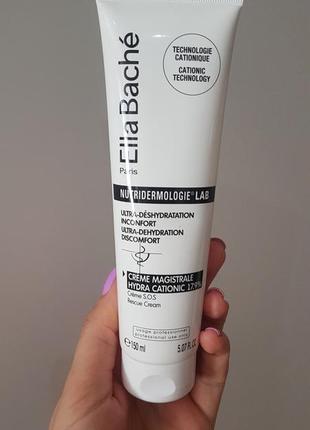 TECHNOLOGIE
CATIONIQUE
CATIONIC
TECHNOLOGY
Ella Baché
Paris
NUTRIDERMOLOGIE® LAB
ULTRA-DÉSHYDRATATION
INCONFORT
ULTRA-DEHYDRATION
DISCOMFORT
CRÈME MAGISTRALE
HYDRA CATIONIC 17,9%
Crème S.O.S
Rescue Cream
usage professionnel
professional use only
℮ 150 ml 5.07 FL. OZ